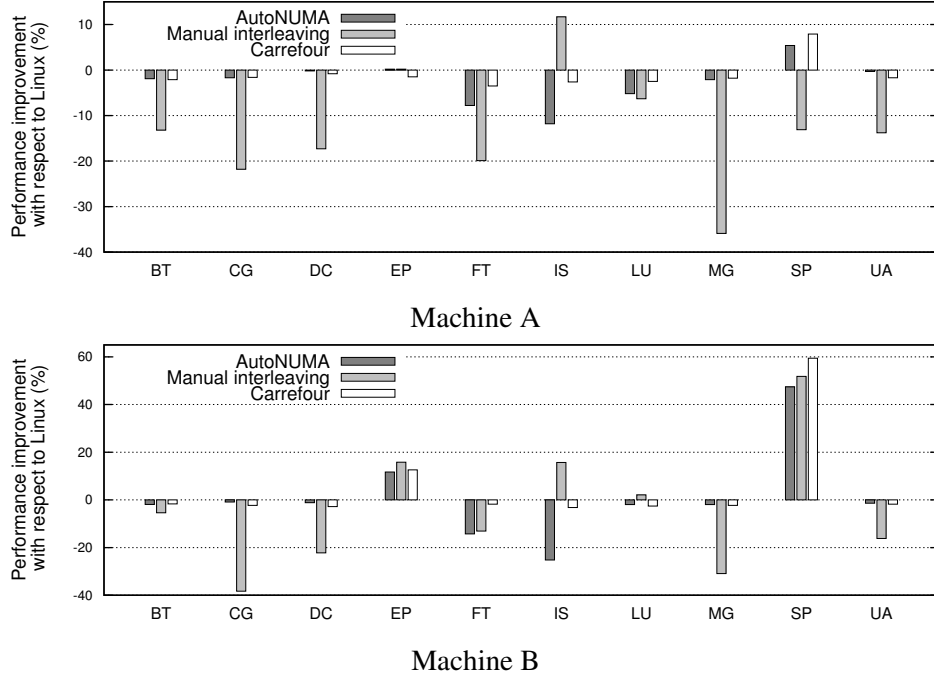 Performance improvement
with respect to Linux (%)
10
0
-10
-20
-30
-40
AutoNUMA
Manual interleaving
Carrefour
BT CG DC EP FT IS LU MG SP UA
Machine A
Performance improvement
with respect to Linux (%)
60
40
20
0
-20
-40
AutoNUMA
Manual interleaving
Carrefour
BT CG DC EP FT IS LU MG SP UA
Machine B